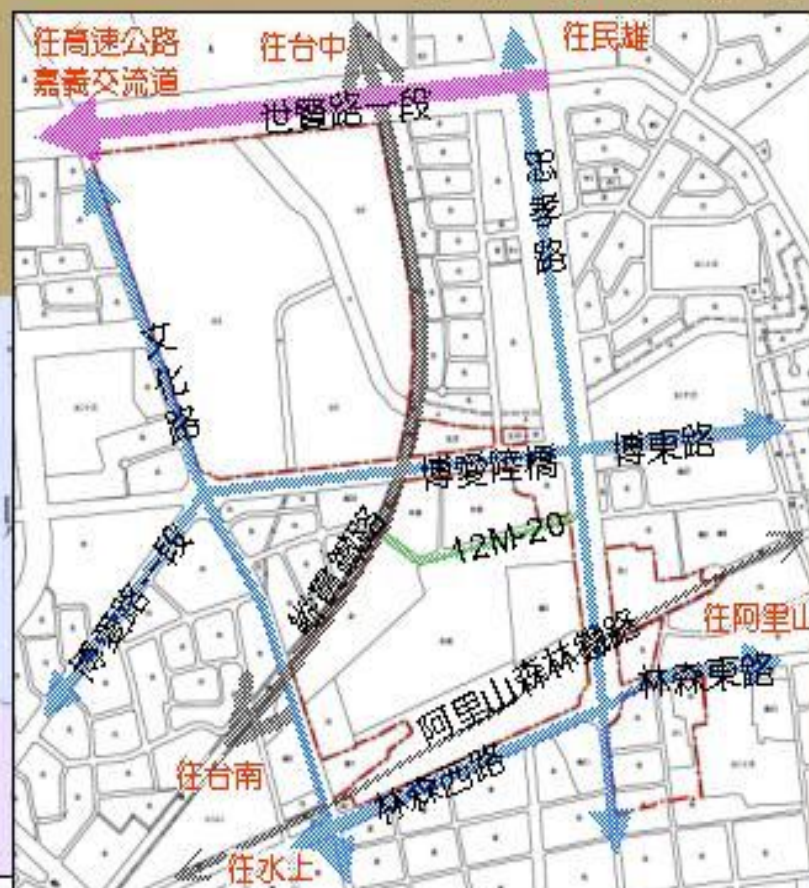 往高速公路
嘉義交流道
往台中
往民雄
世賢路一段
啟明路
文化路
博愛陸橋
博東路
博愛路一段
縱貫鐵路
12M-20
往阿里山
阿里山森林鐵路
林森東路
林森西路
往台南
往水上